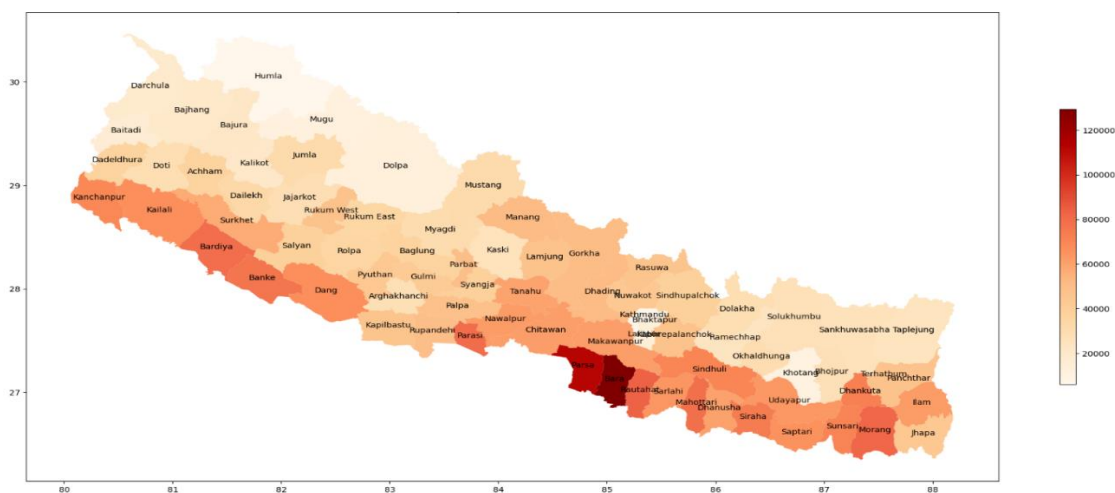 30
29
28
27
80
81
82
83
84
85
86
87
88
Humla
Darchula
Bajhang
Mugu
Baitadi
Bajura
Dadeldhura
Doti
Kalikot
Jumla
Dolpa
Achham
Mustang
Kanchanpur
Dailekh
Jajarkot
Kailali
Surkhet
Rukum West
Rukum East
Manang
Myagdi
Bardiya
Salyan
Rolpa
Baglung
Kaski
Lamjung
Gorkha
Parbat
Rasuwa
Banke
Dang
Pyuthan
Gulmi
Syangja
Tanahu
Dhading
Nuwakot
Sindhupalchok
Arghakhanchi
Palpa
Dolakha
Kathmandu
Bhaktapur
Solukhumbu
Kapilbastu
Rupandehi
Parasi
Nawalpur
Chitawan
Makawanpur
Ramechhap
Sankhuwasabha
Taplejung
Okhaldhunga
Sindhuli
Khotang
Bhojpur
Terhathum
Panchthar
Sarlahi
Mahottari
Dhanusha
Siraha
Udayapur
Dhankuta
Ilam
Saptari
Sunsari
Morang
Jhapa
120000
100000
80000
60000
40000
20000